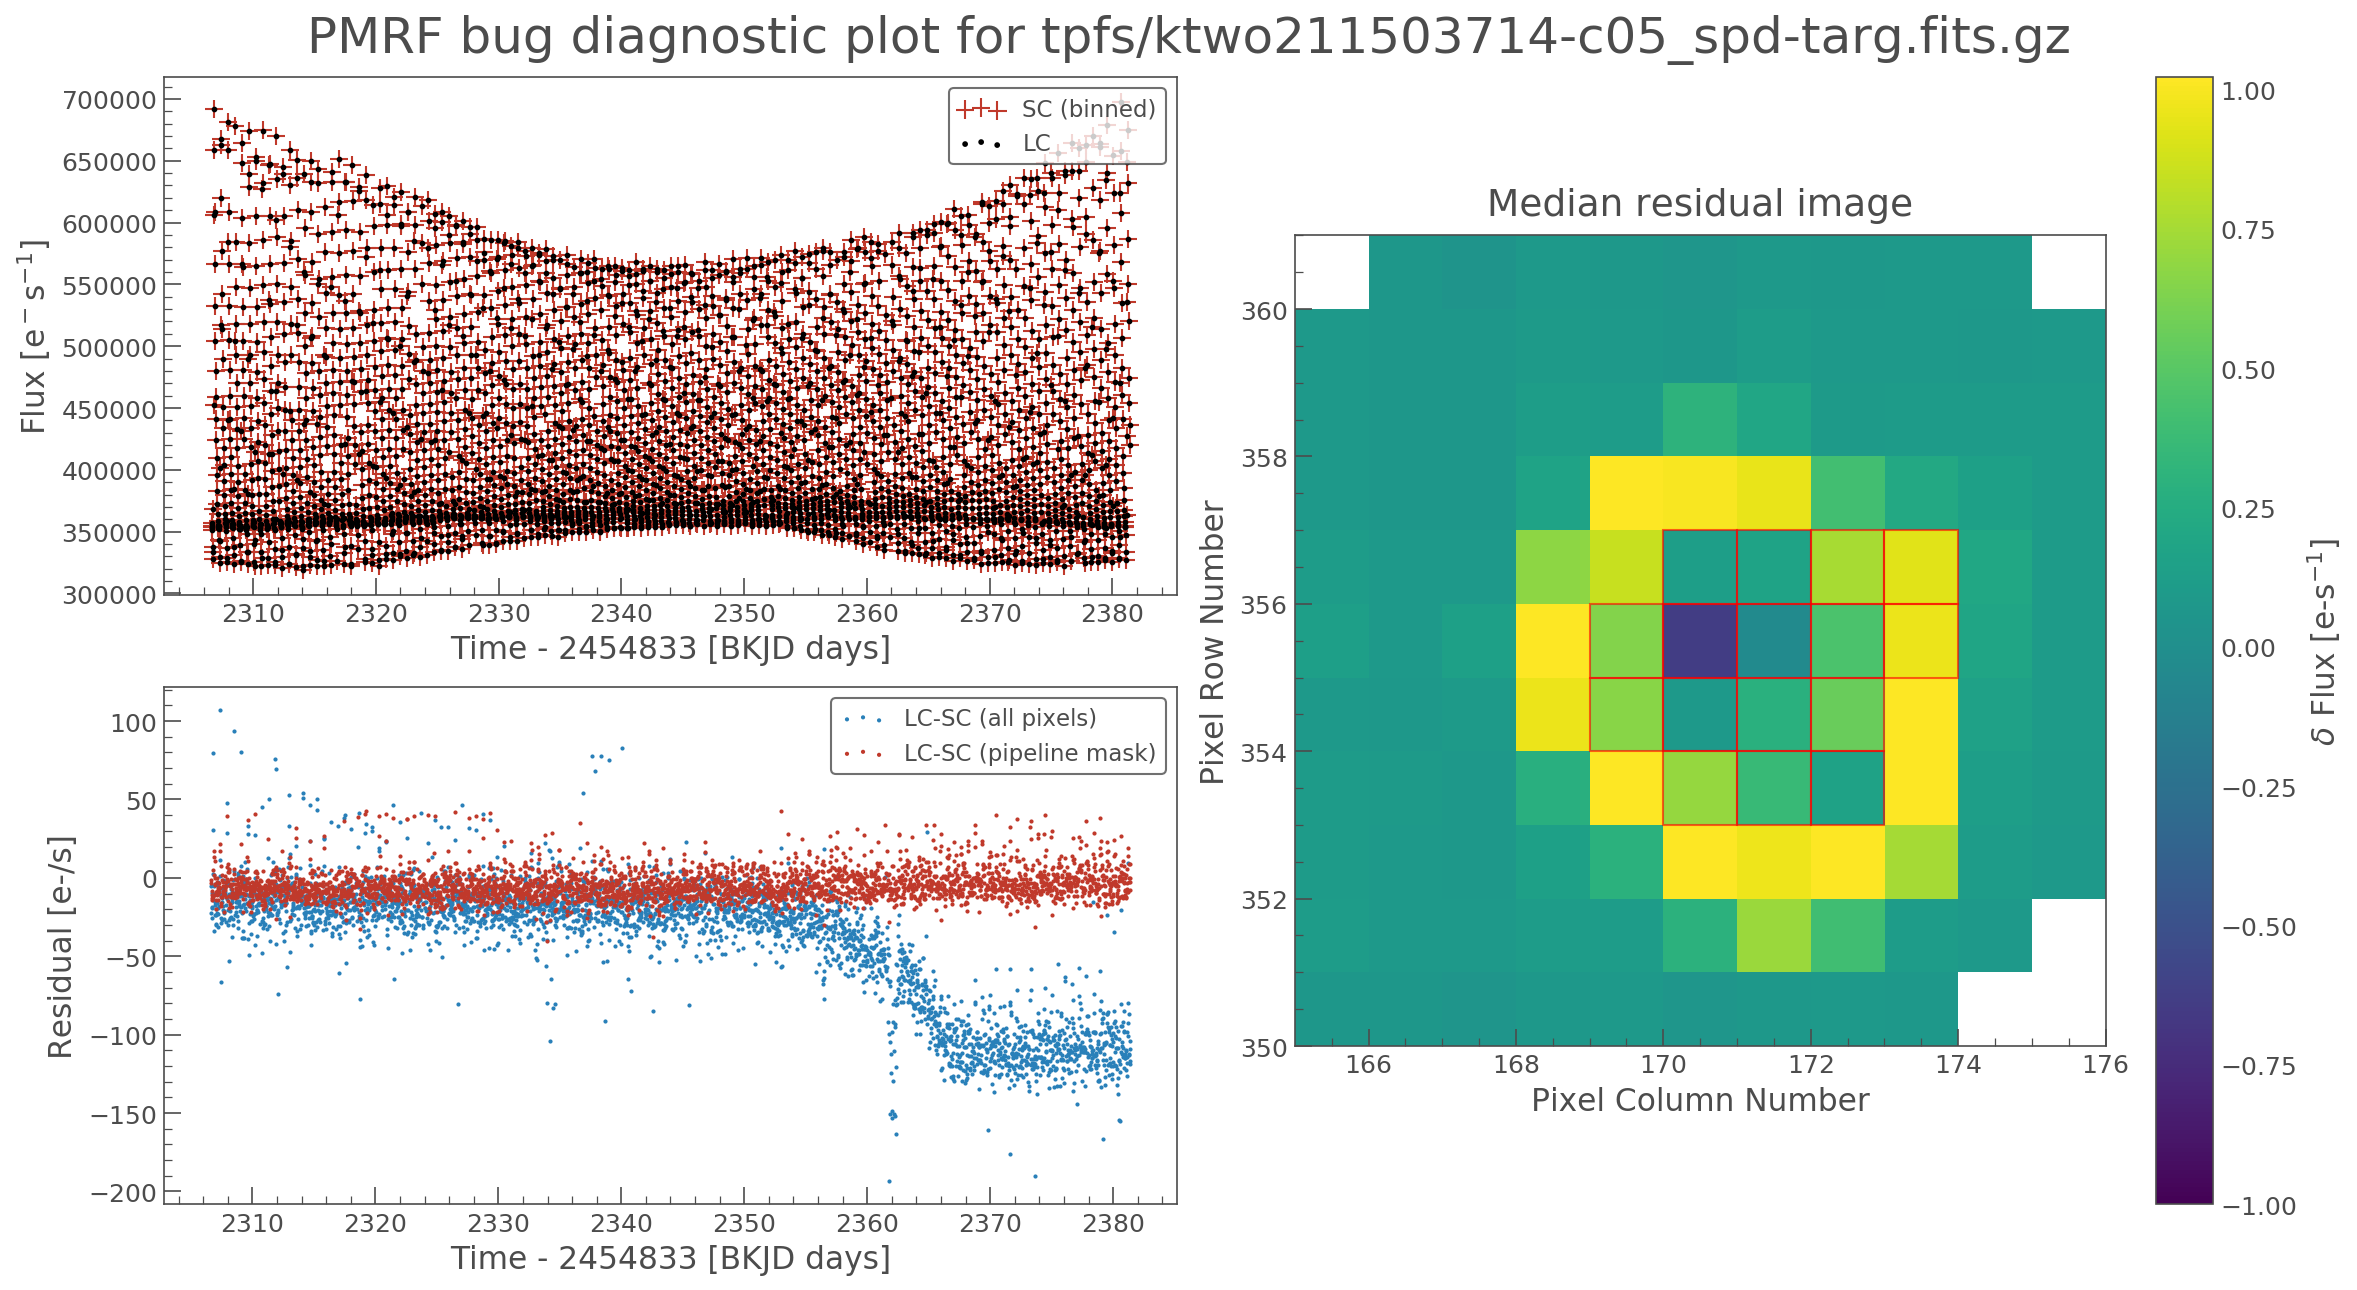 PMRF bug diagnostic plot for tpfs/ktwo211503714-c05_spd-targ.fits.gz
700000
650000
600000
550000
500000
450000
400000
350000
300000
Flux [e⁻s⁻¹]
SC (binned)
LC
2310 2320 2330 2340 2350 2360 2370 2380
Time - 2454833 [BKJD days]
100
50
0
−50
−100
−150
−200
Residual [e-/s]
LC-SC (all pixels)
LC-SC (pipeline mask)
2310 2320 2330 2340 2350 2360 2370 2380
Time - 2454833 [BKJD days]
Median residual image
360
358
356
354
352
350
Pixel Row Number
166 168 170 172 174 176
Pixel Column Number
1.00
0.75
0.50
0.25
0.00
−0.25
−0.50
−0.75
−1.00
δ Flux [e-s⁻¹]